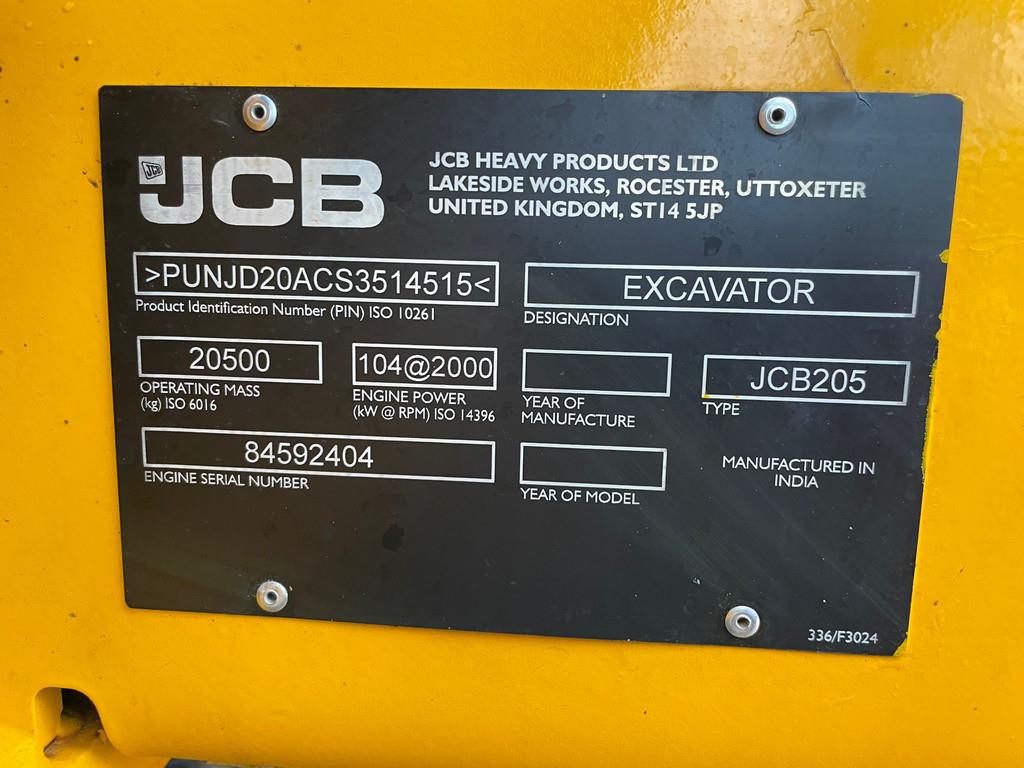 JCB
JCB
JCB HEAVY PRODUCTS LTD
LAKESIDE WORKS, ROCESTER, UTTOXETER
UNITED KINGDOM, ST14 5JP
>PUNJD20ACS3514515<
Product Identification Number (PIN) ISO 10261
EXCAVATOR
DESIGNATION
20500
OPERATING MASS
(kg) ISO 6016
104@2000
ENGINE POWER
(kW @ RPM) ISO 14396
YEAR OF
MANUFACTURE
JCB205
TYPE
84592404
ENGINE SERIAL NUMBER
YEAR OF MODEL
MANUFACTURED IN
INDIA
336/F3024